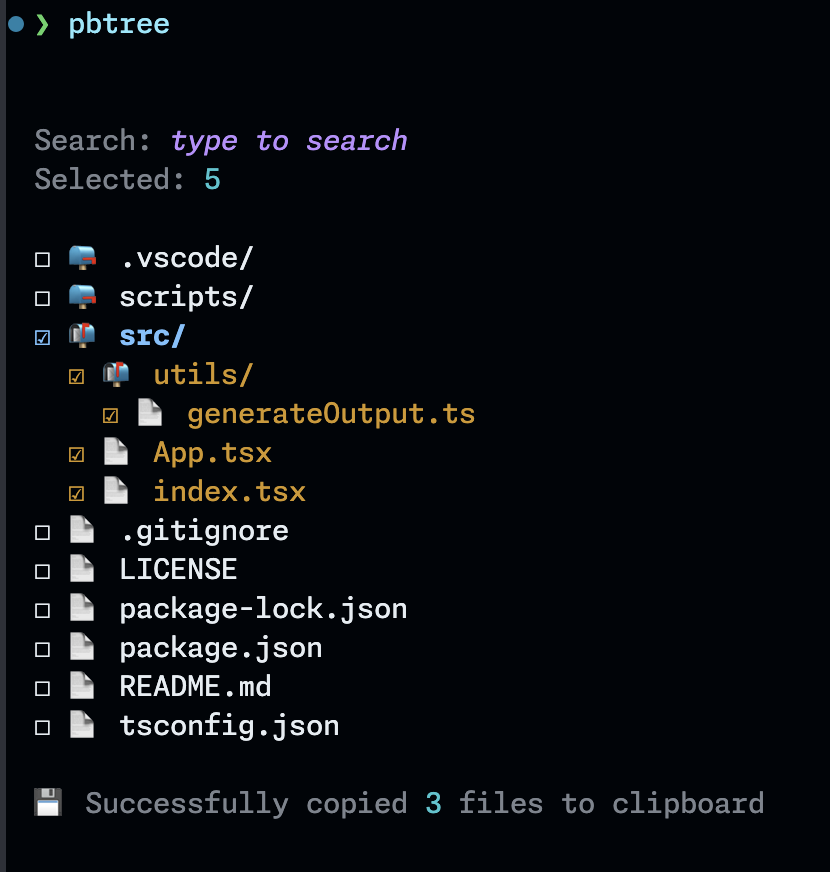 ❯ pbtree
Search: type to search
Selected: 5
☐ 📪 .vscode/
☐ 📪 scripts/
☑ 📬 src/
☑ 📬 utils/
☑ 📄 generateOutput.ts
☑ 📄 App.tsx
☑ 📄 index.tsx
☐ 📄 .gitignore
☐ 📄 LICENSE
☐ 📄 package-lock.json
☐ 📄 package.json
☐ 📄 README.md
☐ 📄 tsconfig.json
💾 Successfully copied 3 files to clipboard